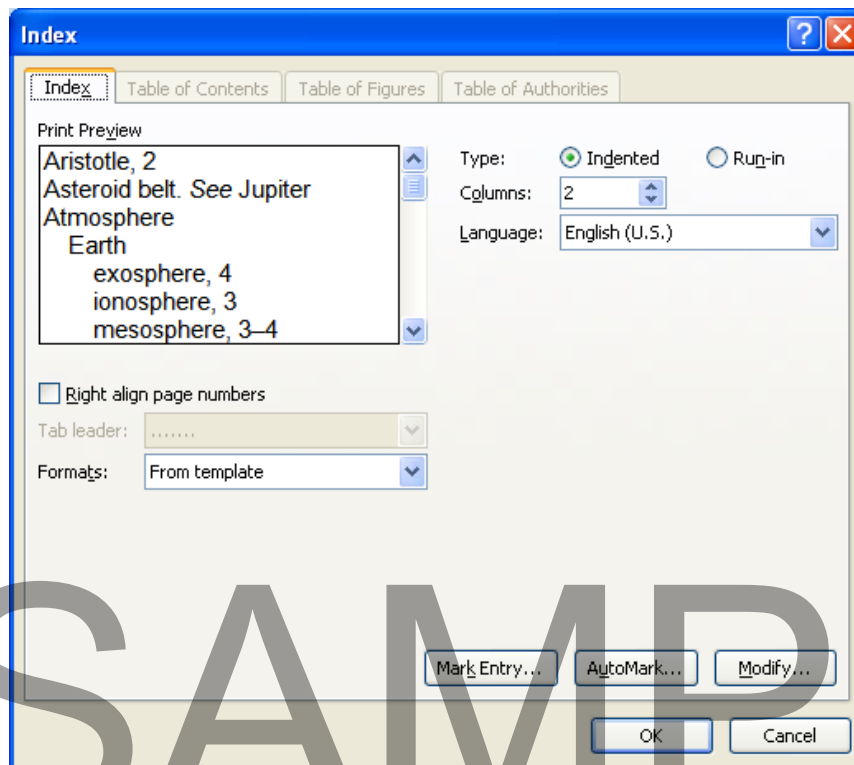 Index
Index Table of Contents Table of Figures Table of Authorities
Print Preview
Aristotle, 2
Asteroid belt. See Jupiter
Atmosphere
Earth
exosphere, 4
ionosphere, 3
mesosphere, 3–4
Type: Indented Run-in
Columns: 2
Language: English (U.S.)
Right align page numbers
Tab leader: .......
Formats: From template
Mark Entry... AutoMark... Modify...
OK Cancel
SAMP